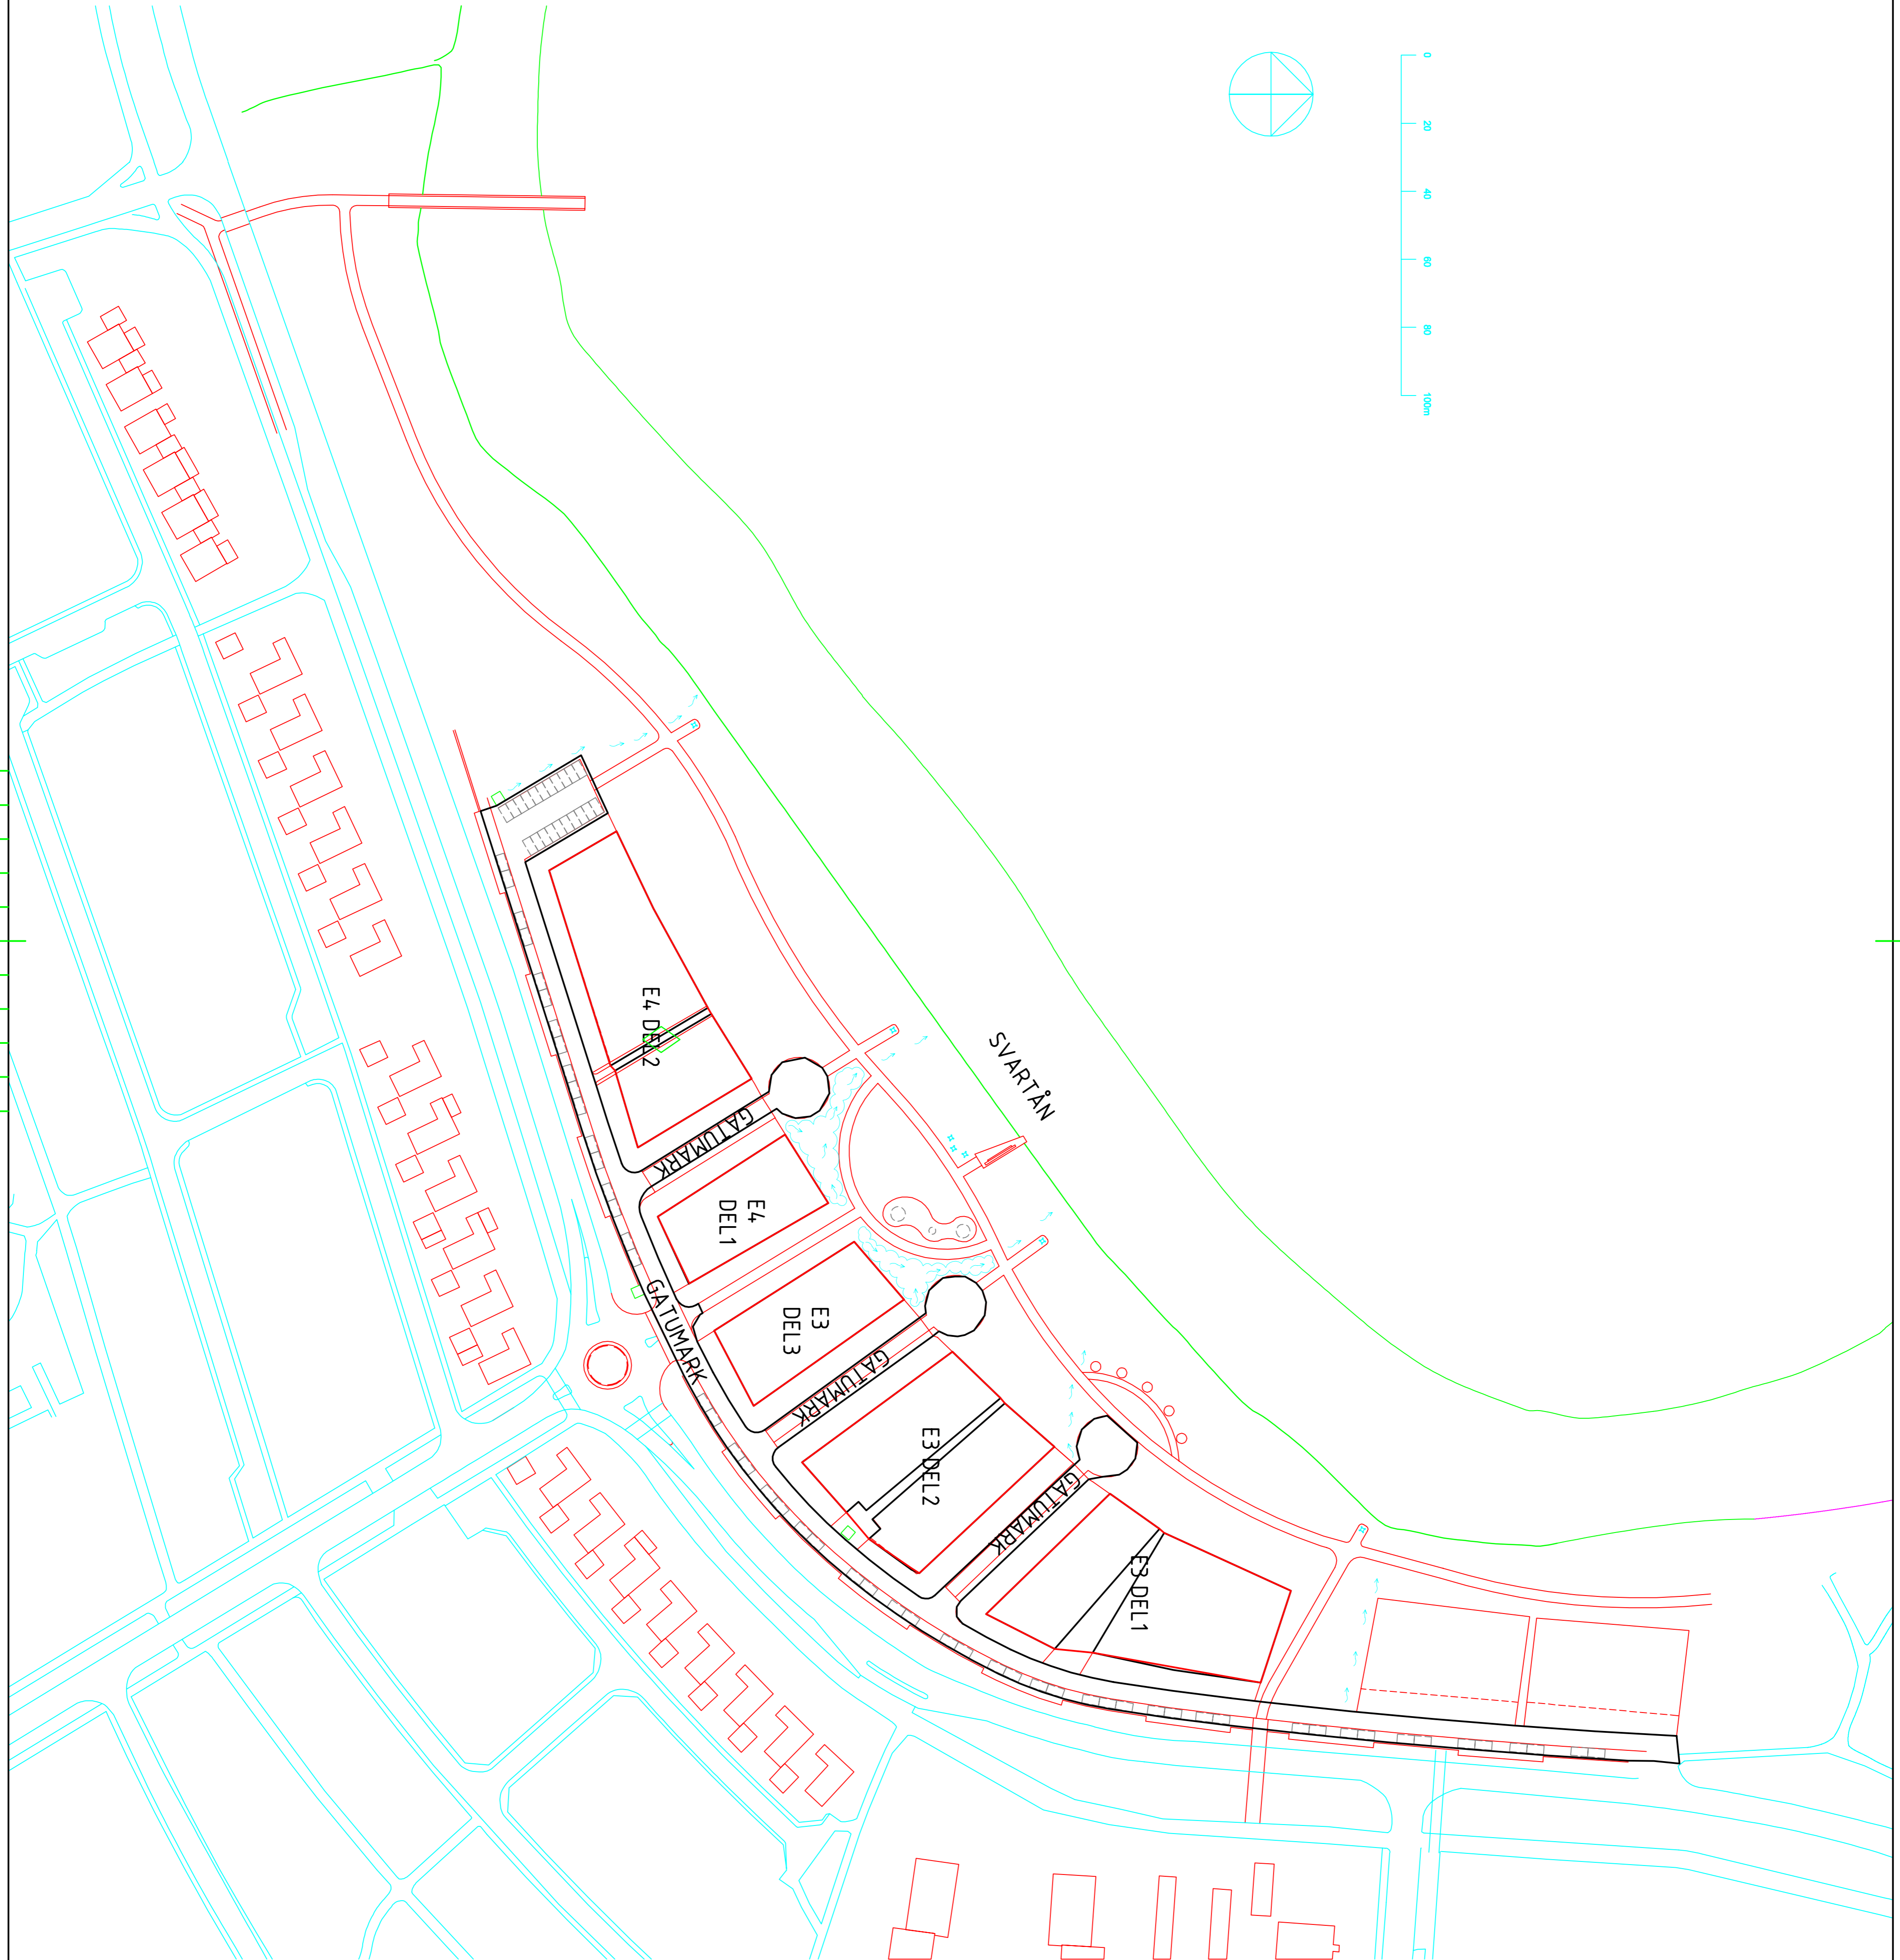 0
20
40
60
80
100m
SVARTÅN
E4 DEL2
GATUMARK
E4
DEL1
GATUMARK
E3
DEL3
GATUMARK
E3 DEL2
GATUMARK
E3 DEL1